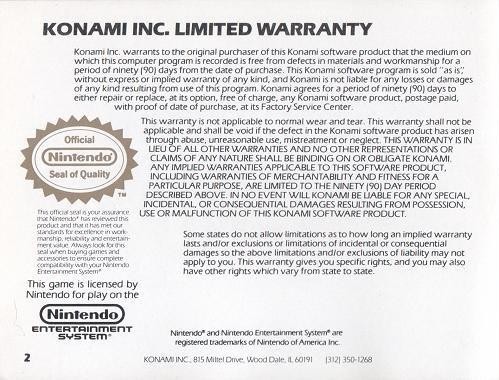 KONAMI INC. LIMITED WARRANTY
Konami Inc. warrants to the original purchaser of this Konami software product that the medium on
which this computer program is recorded is free from defects in materials and workmanship for a
period of ninety (90) days from the date of purchase. This Konami software program is sold "as is",
without express or implied warranty of any kind, and Konami is not liable for any losses or damages
of any kind resulting from use of this program. Konami agrees for a period of ninety (90) days to
either repair or replace, at its option, free of charge, any Konami software product, postage paid,
with proof of date of purchase, at its Factory Service Center.
This warranty is not applicable to normal wear and tear. This warranty shall not be
applicable and shall be void if the defect in the Konami software product has arisen
through abuse, unreasonable use, mistreatment or neglect. THIS WARRANTY IS IN
LIEU OF ALL OTHER WARRANTIES AND NO OTHER REPRESENTATIONS OR
CLAIMS OF ANY NATURE SHALL BE BINDING ON OR OBLIGATE KONAMI.
ANY IMPLIED WARRANTIES APPLICABLE TO THIS SOFTWARE PRODUCT,
INCLUDING WARRANTIES OF MERCHANTABILITY AND FITNESS FOR A
PARTICULAR PURPOSE, ARE LIMITED TO THE NINETY (90) DAY PERIOD
DESCRIBED ABOVE. IN NO EVENT WILL KONAMI BE LIABLE FOR ANY SPECIAL,
INCIDENTAL, OR CONSEQUENTIAL DAMAGES RESULTING FROM POSSESSION,
USE OR MALFUNCTION OF THIS KONAMI SOFTWARE PRODUCT.
Official
Nintendo®
Seal of Quality
TM
This official seal is your assurance
that Nintendo® has reviewed this
product and that it has met our
standards for excellence in work-
manship, reliability and entertain-
ment value. Always look for this
seal when buying games and
accessories to ensure complete
compatibility with your Nintendo
Entertainment System®
Some states do not allow limitations as to how long an implied warranty
lasts and/or exclusions or limitations of incidental or consequential
damages so the above limitations and/or exclusions of liability may not
apply to you. This warranty gives you specific rights, and you may also
have other rights which vary from state to state.
This game is licensed by
Nintendo for play on the
Nintendo®
ENTERTAINMENT
SYSTEM®
Nintendo® and Nintendo Entertainment System® are
registered trademarks of Nintendo of America Inc.
2
KONAMI INC., 815 Mittel Drive, Wood Dale, IL 60191 (312) 350-1268